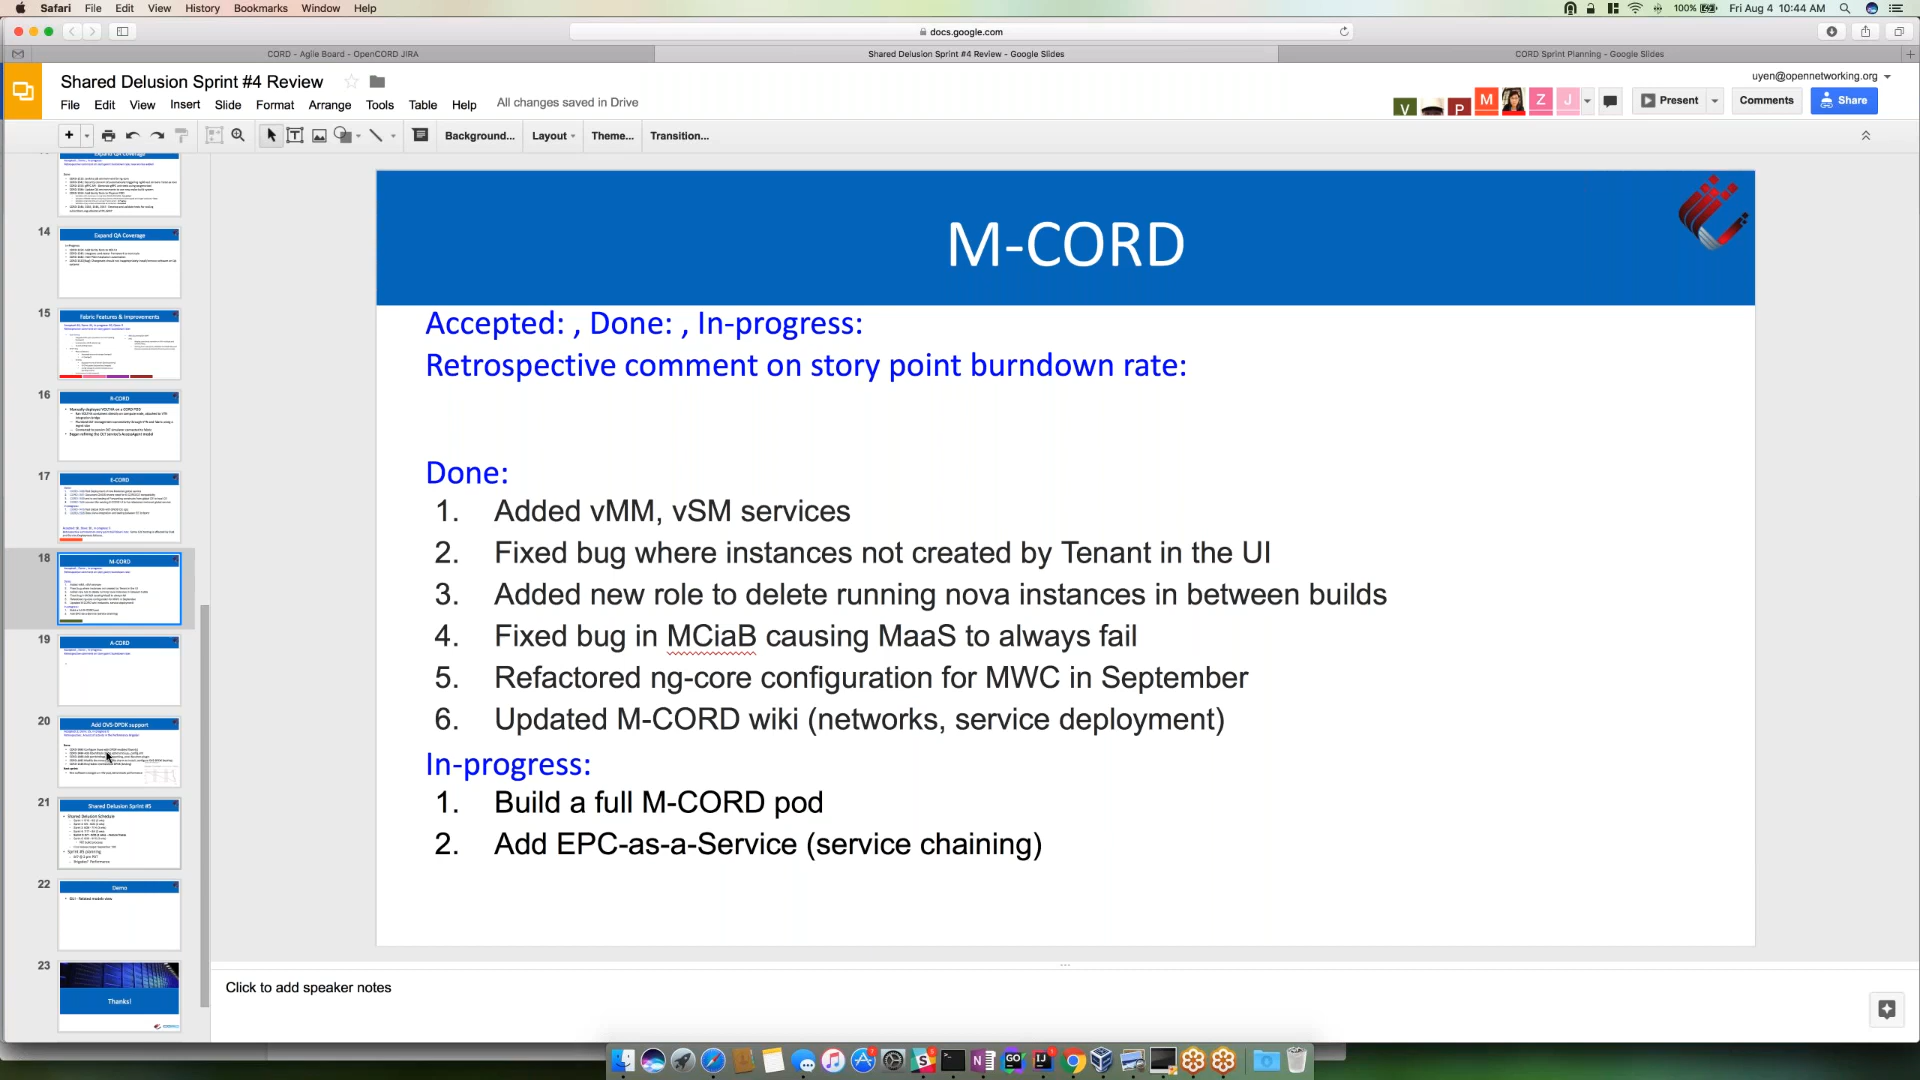 Safari File Edit View History Bookmarks Window Help
100% Fri Aug 4 10:44 AM
docs.google.com
CORD - Agile Board - OpenCORD JIRA
Shared Delusion Sprint #4 Review - Google Slides
CORD Sprint Planning - Google Slides
Shared Delusion Sprint #4 Review
uyen@opennetworking.org
File Edit View Insert Slide Format Arrange Tools Table Help
All changes saved in Drive
V P M Z J
Present
Comments
Share
Background... Layout Theme... Transition...
14
Expand QA Coverage
15
Fabric Features & Improvements
16
R-CORD
17
E-CORD
18
M-CORD
19
A-CORD
20
Add OVS-DPDK support
21
Shared Delusion Sprint #5
Shared Delusion Schedule
22
Demo
23
Thanks!
M-CORD
Accepted: , Done: , In-progress:
Retrospective comment on story point burndown rate:
Done:
1. Added vMM, vSM services
2. Fixed bug where instances not created by Tenant in the UI
3. Added new role to delete running nova instances in between builds
4. Fixed bug in MCiaB causing MaaS to always fail
5. Refactored ng-core configuration for MWC in September
6. Updated M-CORD wiki (networks, service deployment)
In-progress:
1. Build a full M-CORD pod
2. Add EPC-as-a-Service (service chaining)
Click to add speaker notes